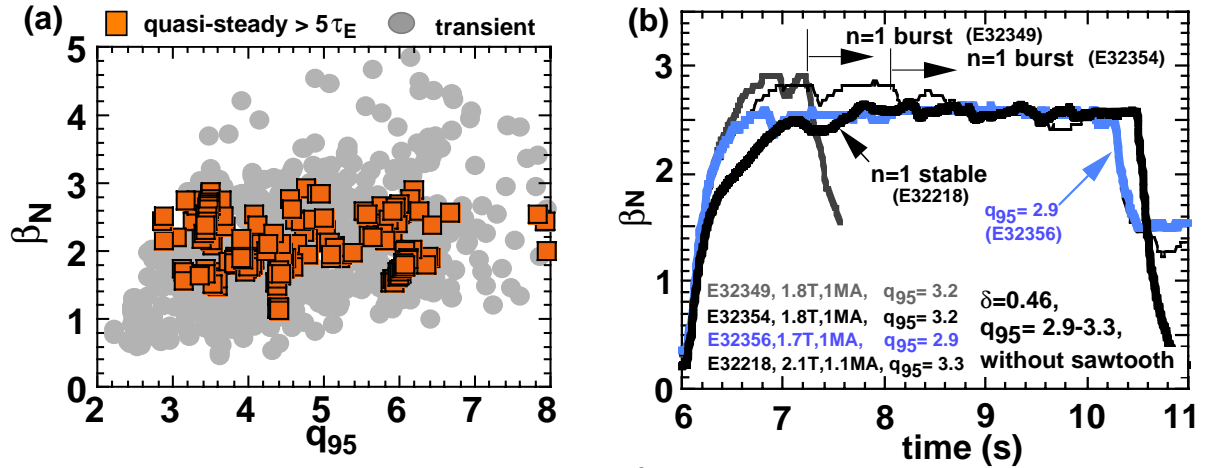 (a)
quasi-steady > 5τE
transient
5
4
3
2
1
0
βN
2
3
4
5
6
7
8
q95
(b)
n=1 burst (E32349)
n=1 burst (E32354)
3
2
1
0
βN
n=1 stable
(E32218)
q95= 2.9
(E32356)
E32349, 1.8T,1MA, q95= 3.2
E32354, 1.8T,1MA, q95= 3.2
E32356,1.7T,1MA, q95= 2.9
E32218, 2.1T,1.1MA, q95= 3.3
δ=0.46,
q95= 2.9-3.3,
without sawtooth
6
7
8
9
10
11
time (s)